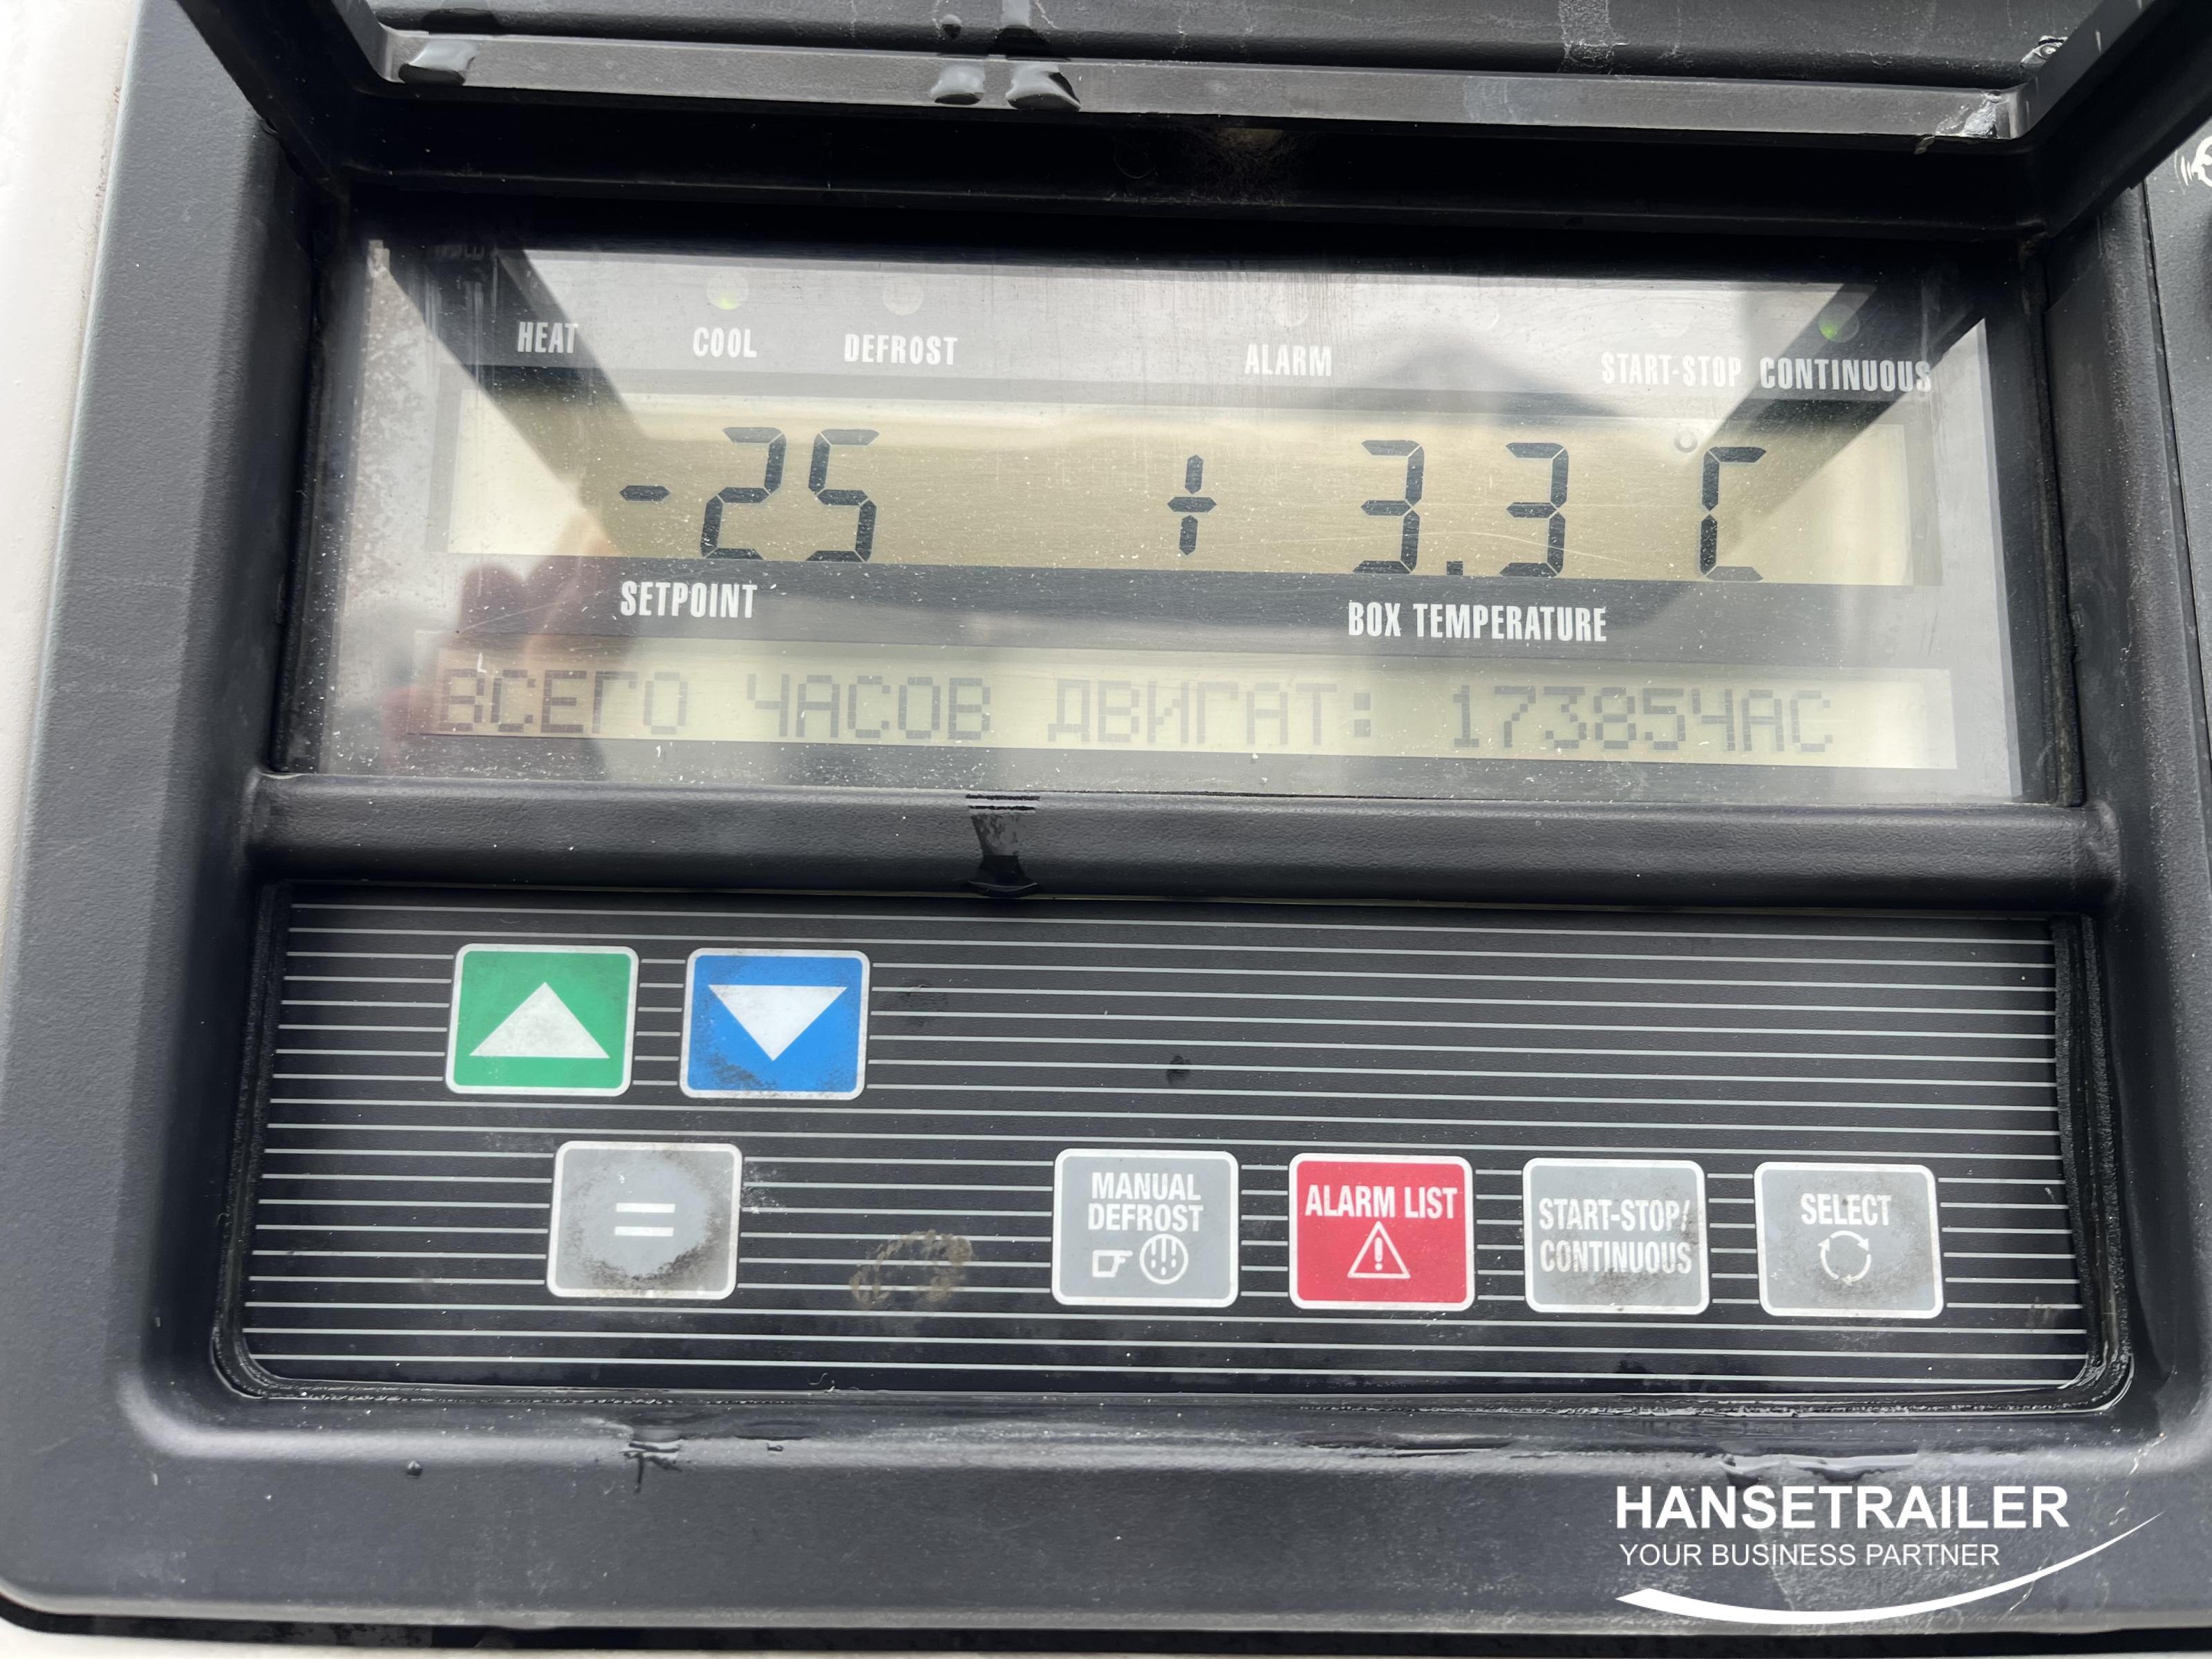 HEAT COOL DEFROST ALARM START-STOP CONTINUOUS
-25 + 3.3 °C
SETPOINT BOX TEMPERATURE
ВСЕГО ЧАСОВ ДВИГАТ: 17385ЧАС
=
MANUAL
DEFROST
ALARM LIST
START-STOP/
CONTINUOUS
SELECT
HANSETRAILER
YOUR BUSINESS PARTNER